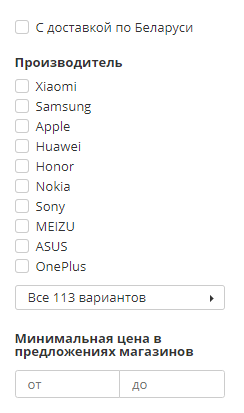 С доставкой по Беларуси
Производитель
Xiaomi
Samsung
Apple
Huawei
Honor
Nokia
Sony
MEIZU
ASUS
OnePlus
Все 113 вариантов
Минимальная цена в
предложениях магазинов
от до